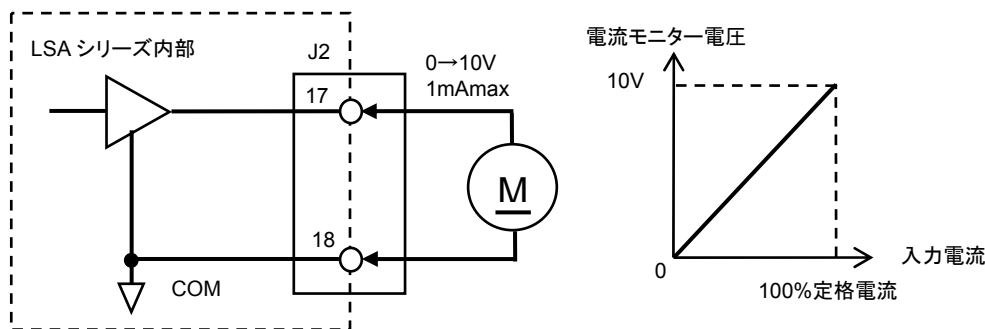 LSA シリーズ内部
J2
17
0→10V
1mAmax
M
18
COM
電流モニター電圧
10V
0
入力電流
100%定格電流